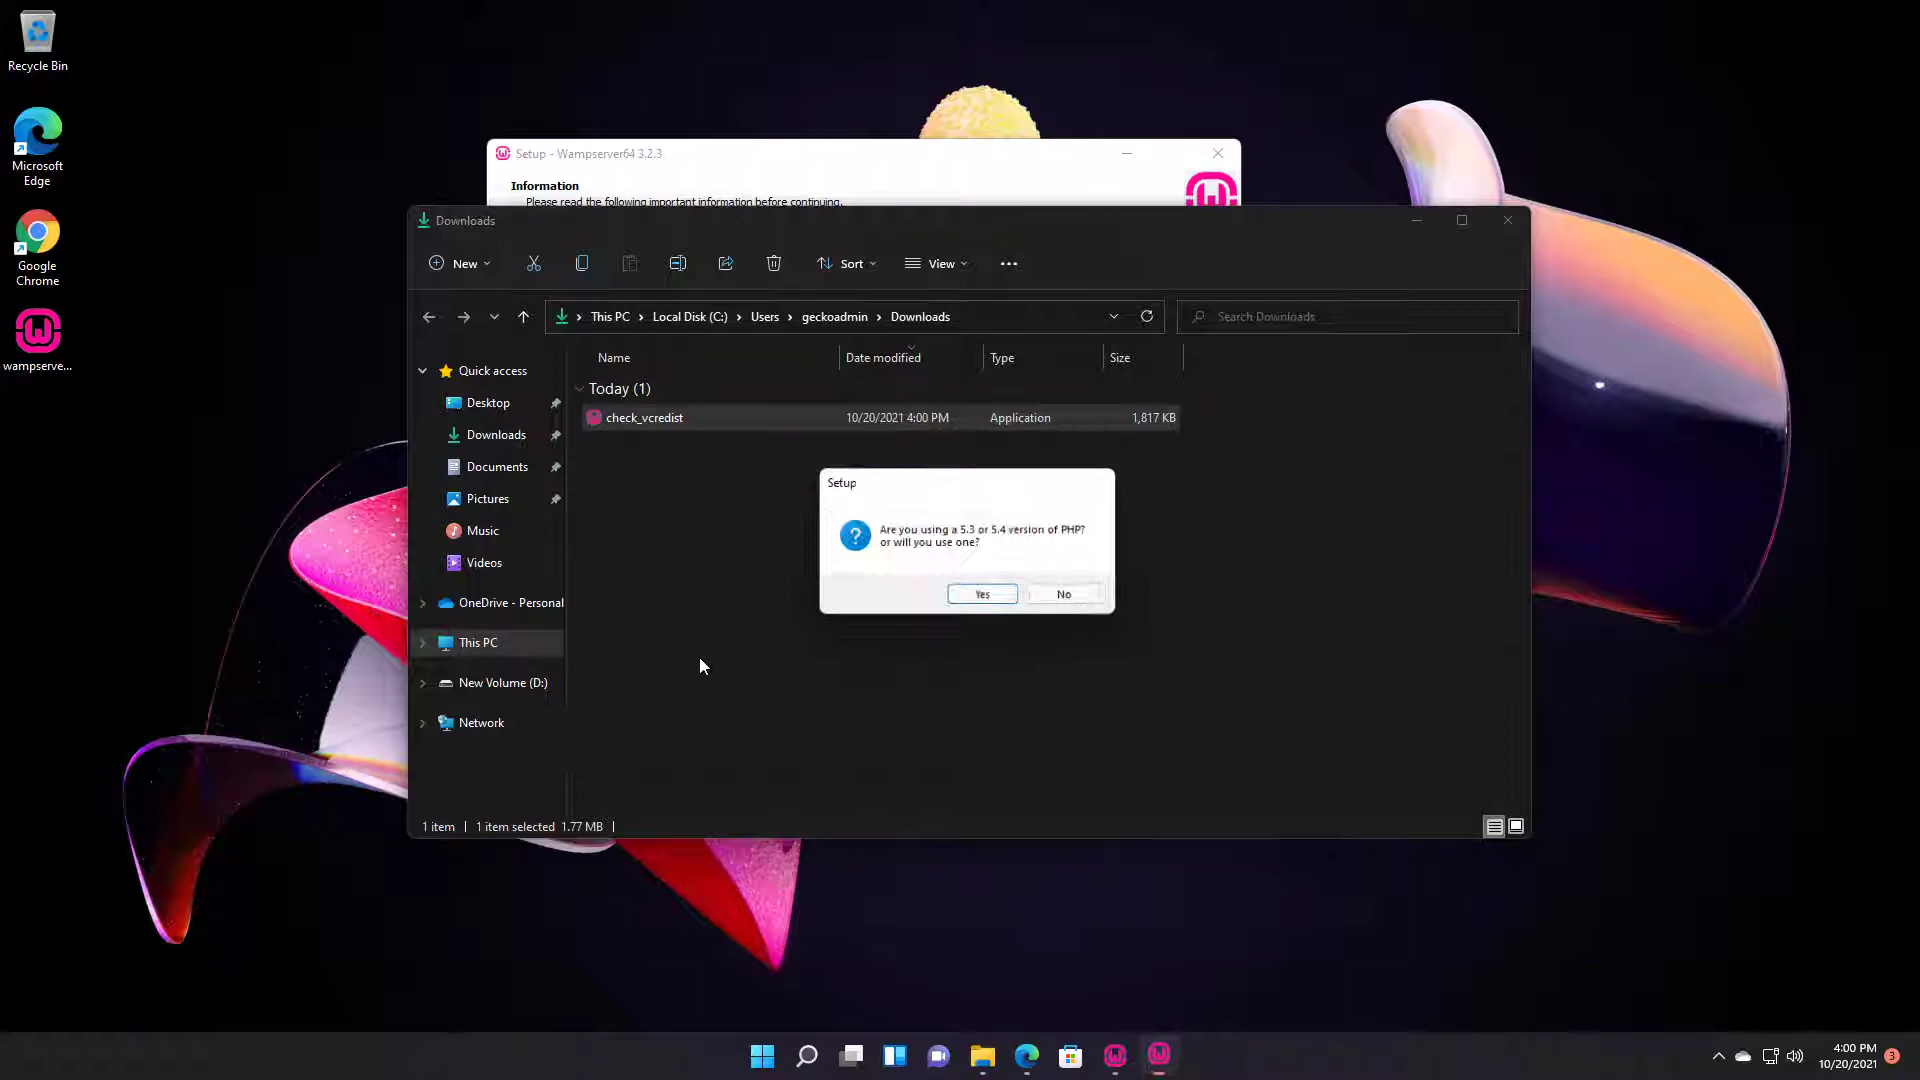 Recycle Bin
Microsoft
Edge
Google
Chrome
wampserve...
Setup - Wampserver64 3.2.3
Information
Please read the following important information before continuing.
Downloads
New
Sort
View
This PC
Local Disk (C:)
Users
geckoadmin
Downloads
Search Downloads
Name
Date modified
Type
Size
Today (1)
check_vcredist
10/20/2021 4:00 PM
Application
1,817 KB
Quick access
Desktop
Downloads
Documents
Pictures
Music
Videos
OneDrive - Personal
This PC
New Volume (D:)
Network
Setup
Are you using a 5.3 or 5.4 version of PHP?
or will you use one?
Yes
No
1 item
1 item selected 1.77 MB
4:00 PM
10/20/2021
3